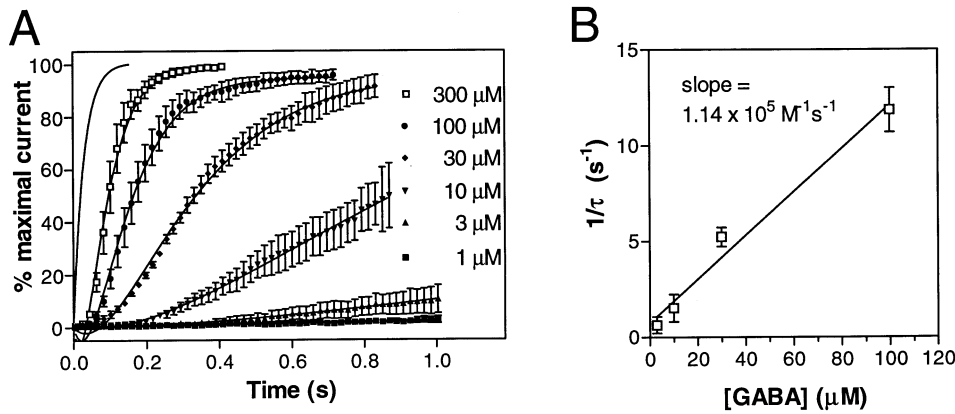 A
% maximal current
100
80
60
40
20
0
0.0 0.2 0.4 0.6 0.8 1.0
Time (s)
300 μM
100 μM
30 μM
10 μM
3 μM
1 μM
B
1/τ (s⁻¹)
15
10
5
0
0 20 40 60 80 100 120
[GABA] (μM)
slope =
1.14 x 10⁵ M⁻¹s⁻¹